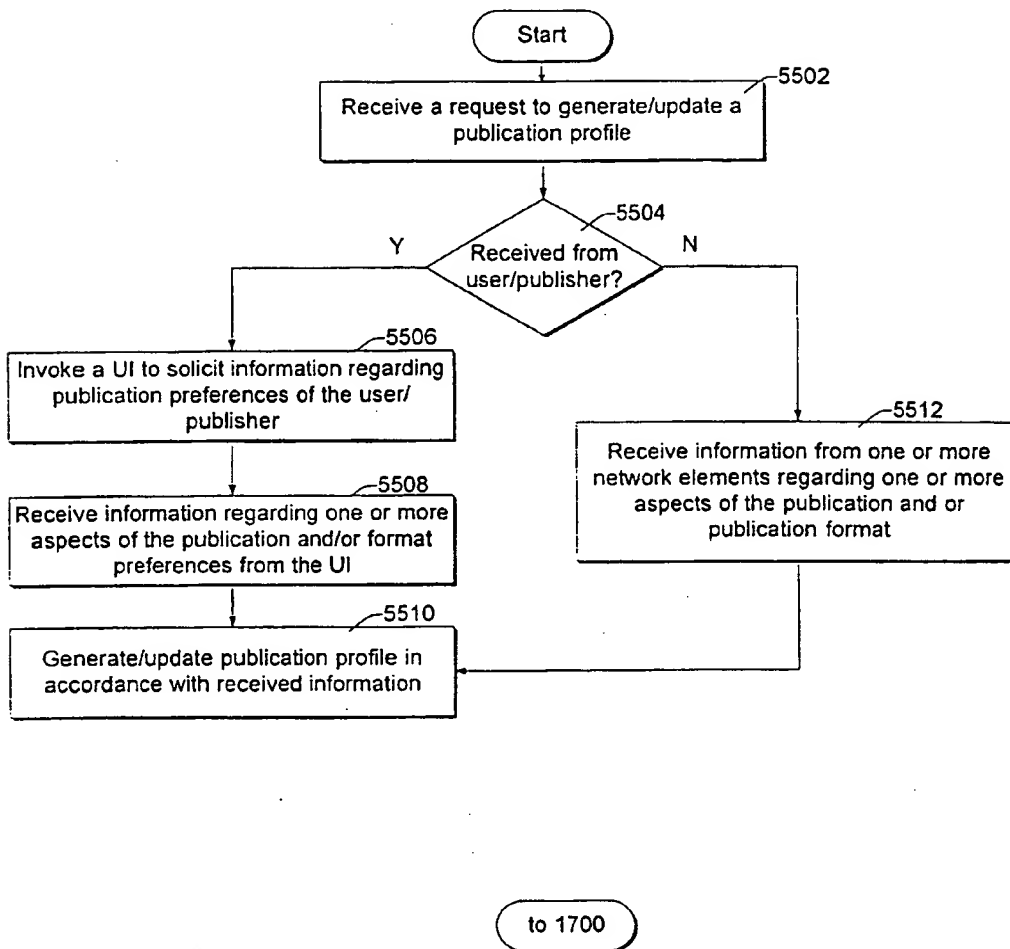 Start
5502
Receive a request to generate/update a
publication profile
5504
Y
Received from
user/publisher?
N
5506
Invoke a UI to solicit information regarding
publication preferences of the user/
publisher
5512
Receive information from one or more
network elements regarding one or more
aspects of the publication and or
publication format
5508
Receive information regarding one or more
aspects of the publication and/or format
preferences from the UI
5510
Generate/update publication profile in
accordance with received information
to 1700